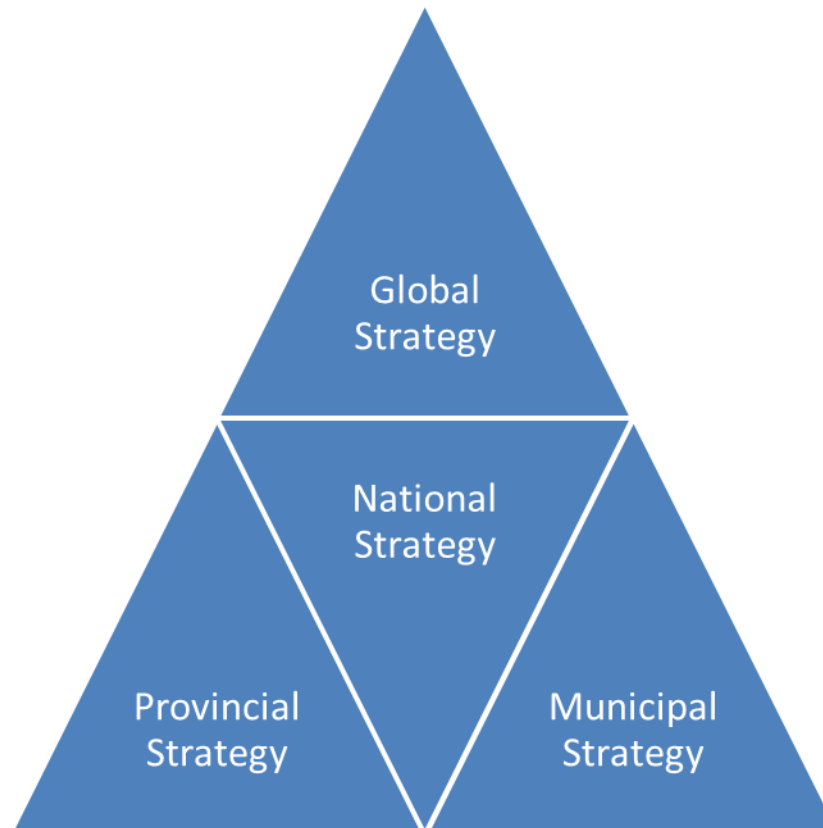 Global
Strategy
National
Strategy
Provincial
Strategy
Municipal
Strategy